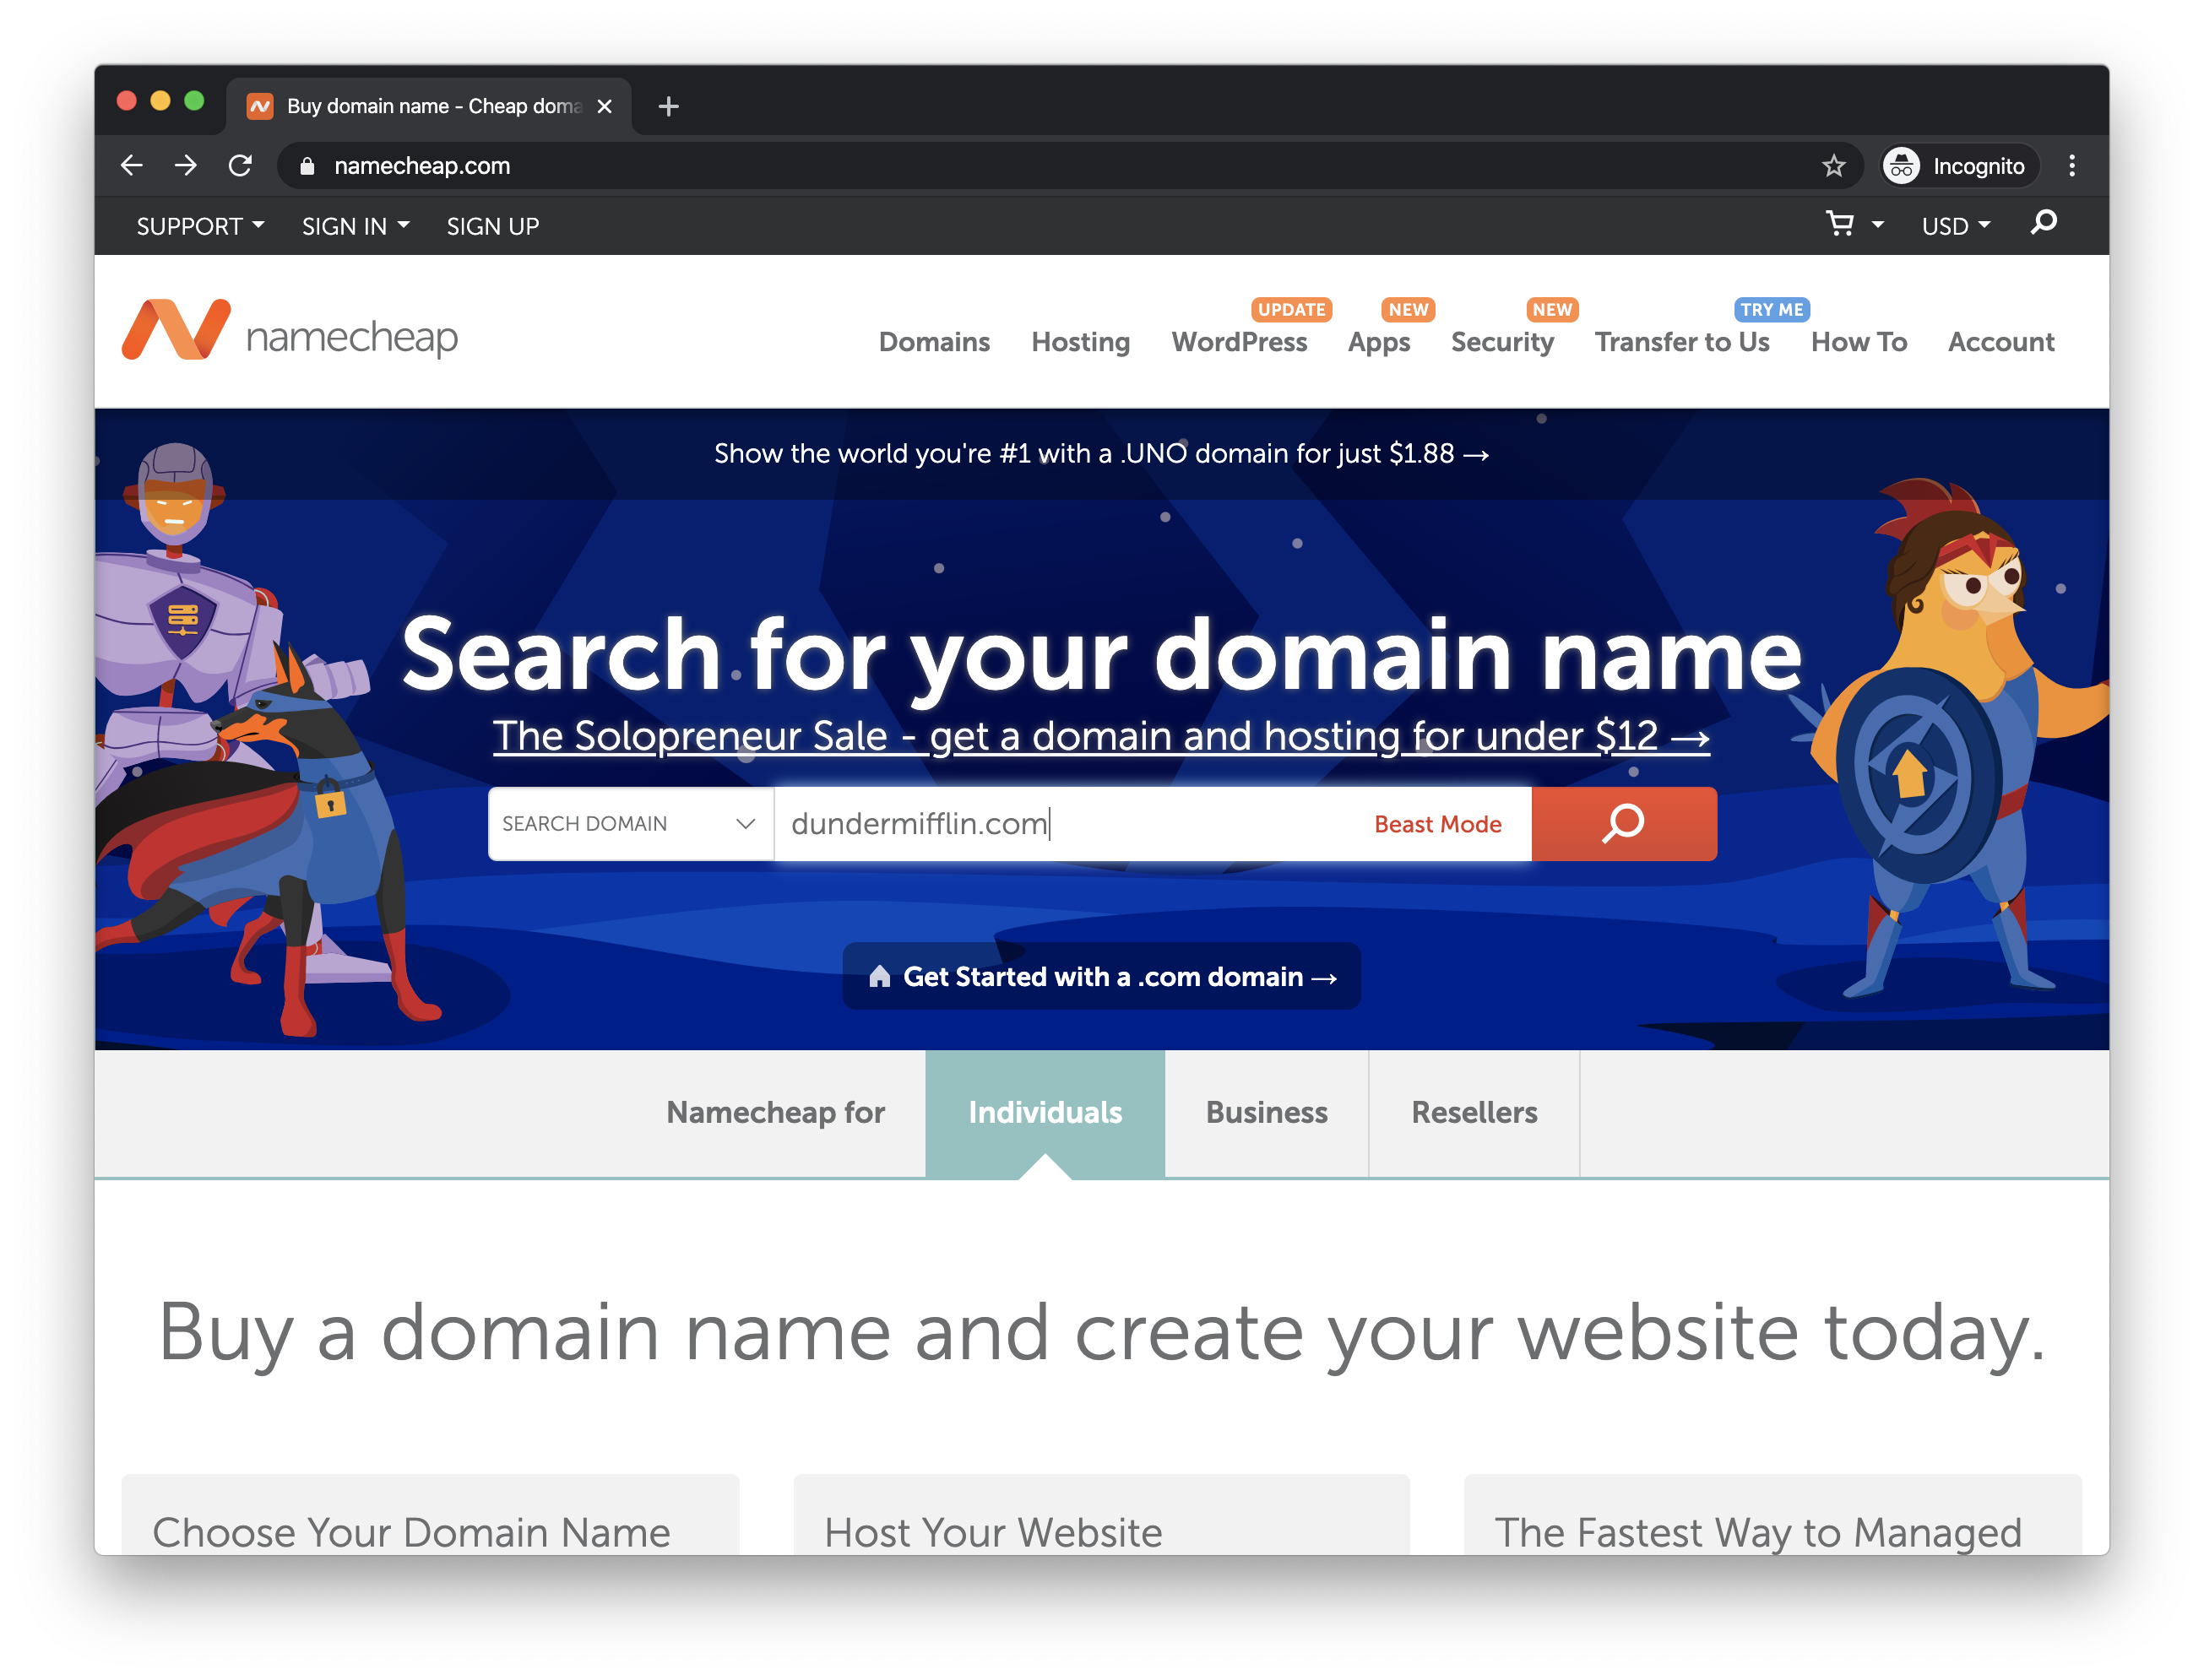 Buy domain name - Cheap doma
namecheap.com
Incognito
SUPPORT SIGN IN SIGN UP USD
namecheap
UPDATE NEW NEW TRY ME
Domains Hosting WordPress Apps Security Transfer to Us How To Account
Show the world you're #1 with a .UNO domain for just $1.88 →
Search for your domain name
The Solopreneur Sale - get a domain and hosting for under $12 →
SEARCH DOMAIN dundermifflin.com Beast Mode
Get Started with a .com domain →
Namecheap for Individuals Business Resellers
Buy a domain name and create your website today.
Choose Your Domain Name Host Your Website The Fastest Way to Managed